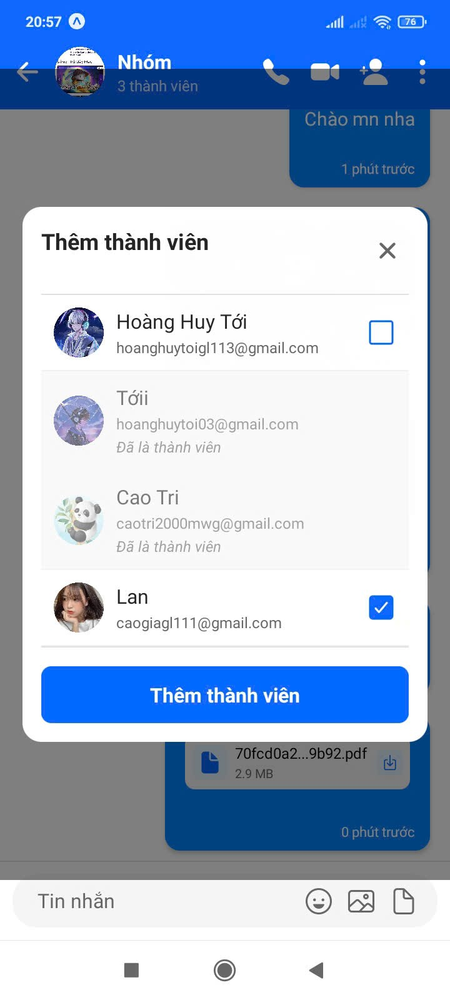 20:57
76
Nhóm
3 thành viên
Chào mn nha
1 phút trước
Thêm thành viên
Hoàng Huy Tới
hoanghuytoigl113@gmail.com
Tớii
hoanghuytoi03@gmail.com
Đã là thành viên
Cao Tri
caotri2000mwg@gmail.com
Đã là thành viên
Lan
caogiagl111@gmail.com
Thêm thành viên
70fcd0a2...9b92.pdf
2.9 MB
0 phút trước
Tin nhắn